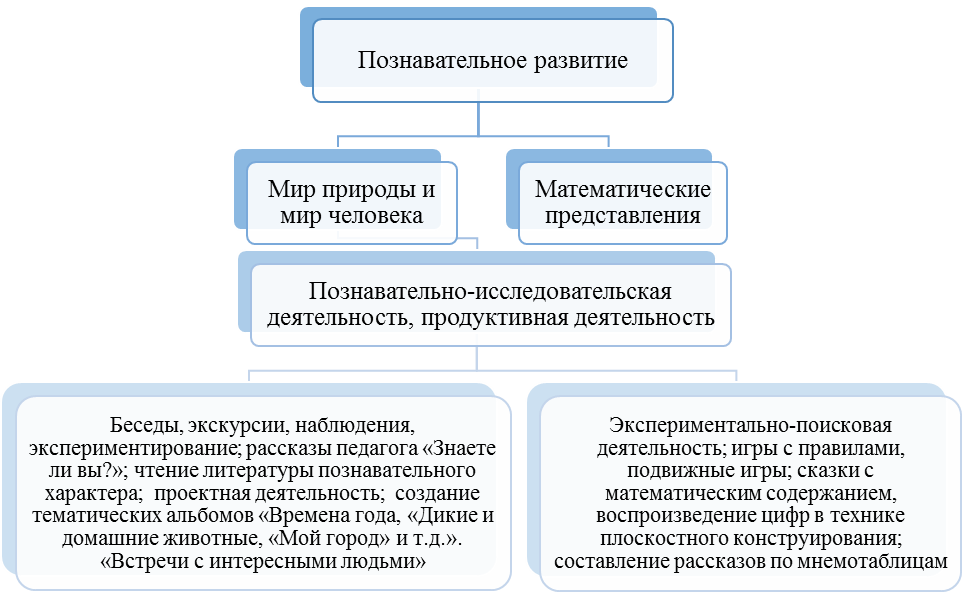 Познавательное развитие
Мир природы и
мир человека
Математические
представления
Познавательно-исследовательская
деятельность, продуктивная деятельность
Беседы, экскурсии, наблюдения,
экспериментирование; рассказы педагога «Знаете
ли вы?»; чтение литературы познавательного
характера;  проектная деятельность;  создание
тематических альбомов «Времена года, «Дикие и
домашние животные, «Мой город» и т.д.».
«Встречи с интересными людьми»
Экспериментально-поисковая
деятельность; игры с правилами,
подвижные игры; сказки с
математическим содержанием,
воспроизведение цифр в технике
плоскостного конструирования;
составление рассказов по мнемотаблицам